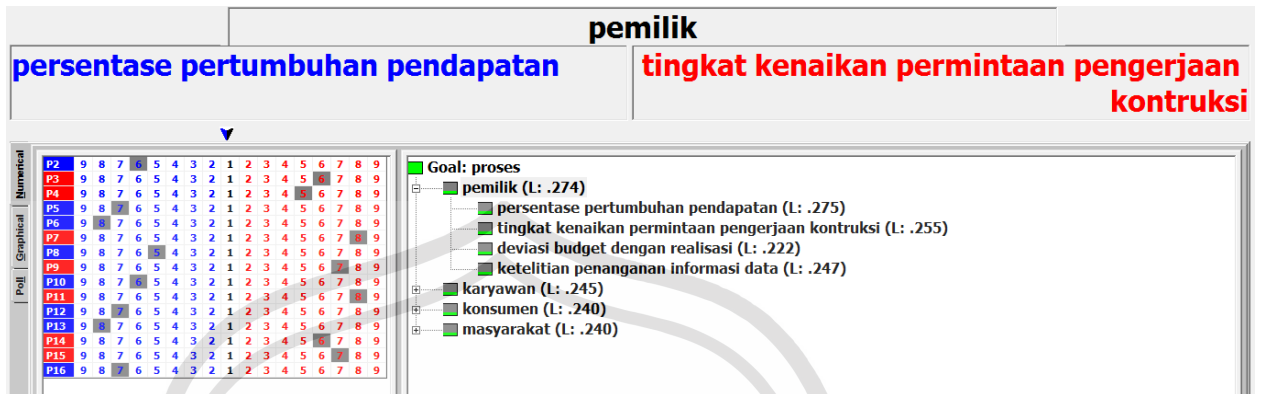 pemilik
persentase pertumbuhan pendapatan
tingkat kenaikan permintaan pengerjaan
kontruksi
Numerical
Graphical
Poll
P2 9 8 7 6 5 4 3 2 1 2 3 4 5 6 7 8 9
P3 9 8 7 6 5 4 3 2 1 2 3 4 5 6 7 8 9
P4 9 8 7 6 5 4 3 2 1 2 3 4 5 6 7 8 9
P5 9 8 7 6 5 4 3 2 1 2 3 4 5 6 7 8 9
P6 9 8 7 6 5 4 3 2 1 2 3 4 5 6 7 8 9
P7 9 8 7 6 5 4 3 2 1 2 3 4 5 6 7 8 9
P8 9 8 7 6 5 4 3 2 1 2 3 4 5 6 7 8 9
P9 9 8 7 6 5 4 3 2 1 2 3 4 5 6 7 8 9
P10 9 8 7 6 5 4 3 2 1 2 3 4 5 6 7 8 9
P11 9 8 7 6 5 4 3 2 1 2 3 4 5 6 7 8 9
P12 9 8 7 6 5 4 3 2 1 2 3 4 5 6 7 8 9
P13 9 8 7 6 5 4 3 2 1 2 3 4 5 6 7 8 9
P14 9 8 7 6 5 4 3 2 1 2 3 4 5 6 7 8 9
P15 9 8 7 6 5 4 3 2 1 2 3 4 5 6 7 8 9
P16 9 8 7 6 5 4 3 2 1 2 3 4 5 6 7 8 9
Goal: proses
pemilik (L: .274)
persentase pertumbuhan pendapatan (L: .275)
tingkat kenaikan permintaan pengerjaan kontruksi (L: .255)
deviasi budget dengan realisasi (L: .222)
ketelitian penanganan informasi data (L: .247)
karyawan (L: .245)
konsumen (L: .240)
masyarakat (L: .240)